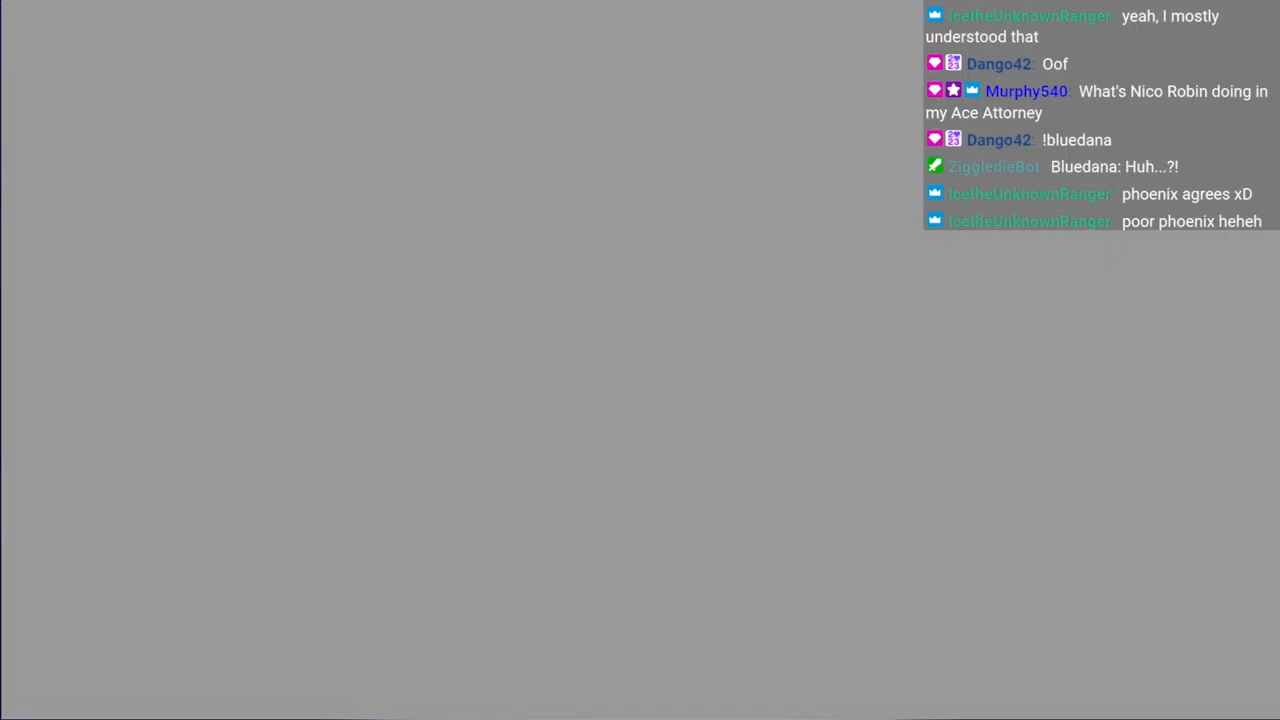 IcetheUnknownRanger yeah, I mostly
understood that
Dango42: Oof
Murphy540: What's Nico Robin doing in
my Ace Attorney
Dango42: !bluedana
ZiggledieBot Bluedana: Huh...?!
IcetheUnknownRanger phoenix agrees xD
IcetheUnknownRanger poor phoenix heheh